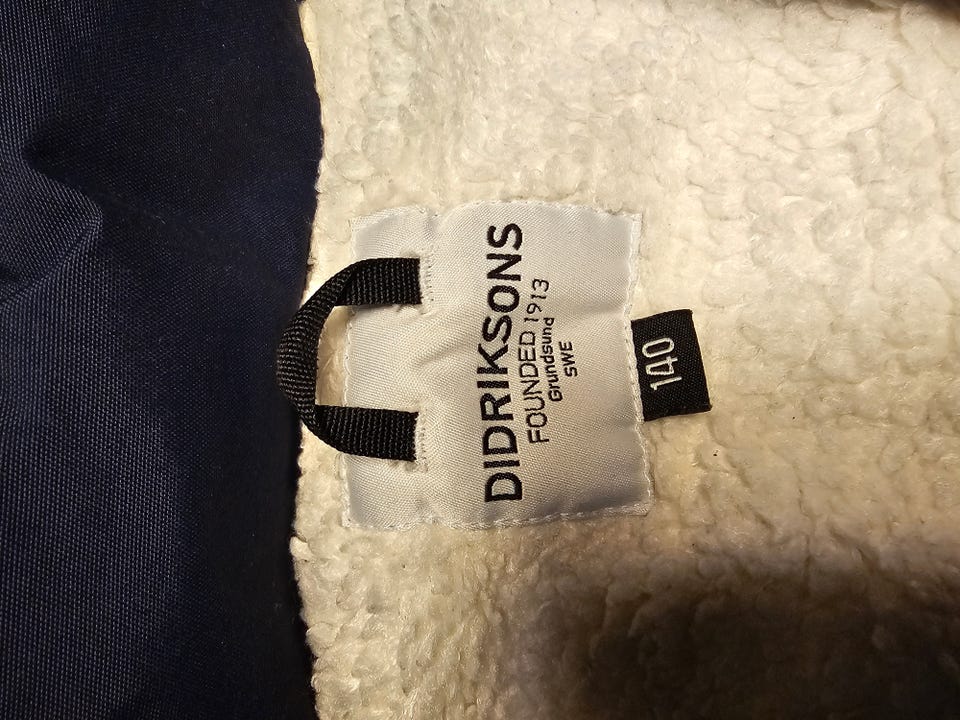 DIDRIKSONS
FOUNDED 1913
Grundsund
SWE
140